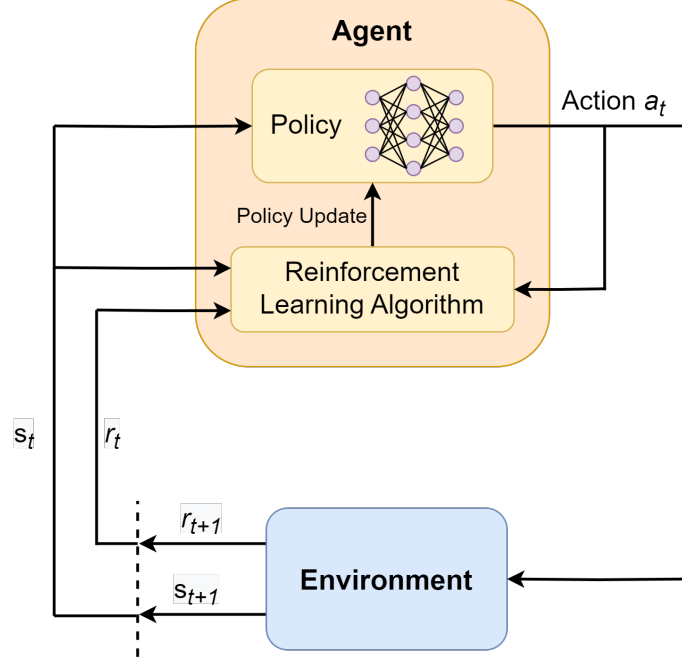 Agent
Policy
Action a_t
Policy Update
Reinforcement
Learning Algorithm
s_t
r_t
r_{t+1}
s_{t+1}
Environment